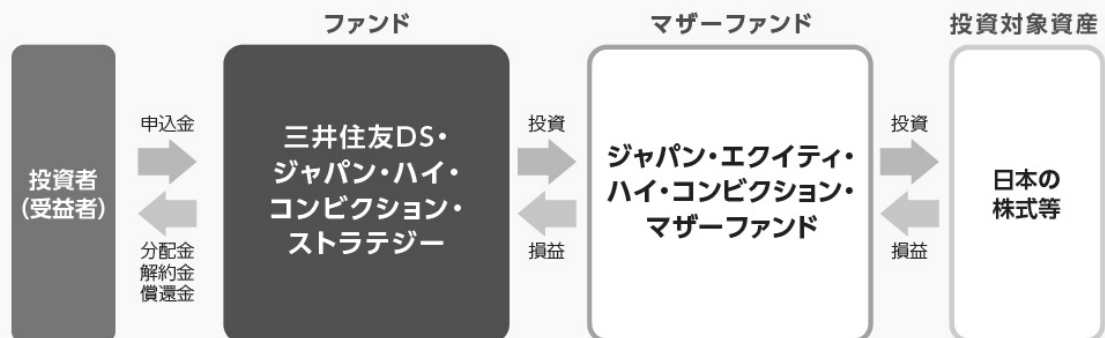 ファンド
マザーファンド
投資対象資産
投資者
(受益者)
申込金
分配金
解約金
償還金
三井住友DS・
ジャパン・ハイ・
コンビクション・
ストラテジー
投資
損益
ジャパン・エクイティ・
ハイ・コンビクション・
マザーファンド
投資
損益
日本の
株式等